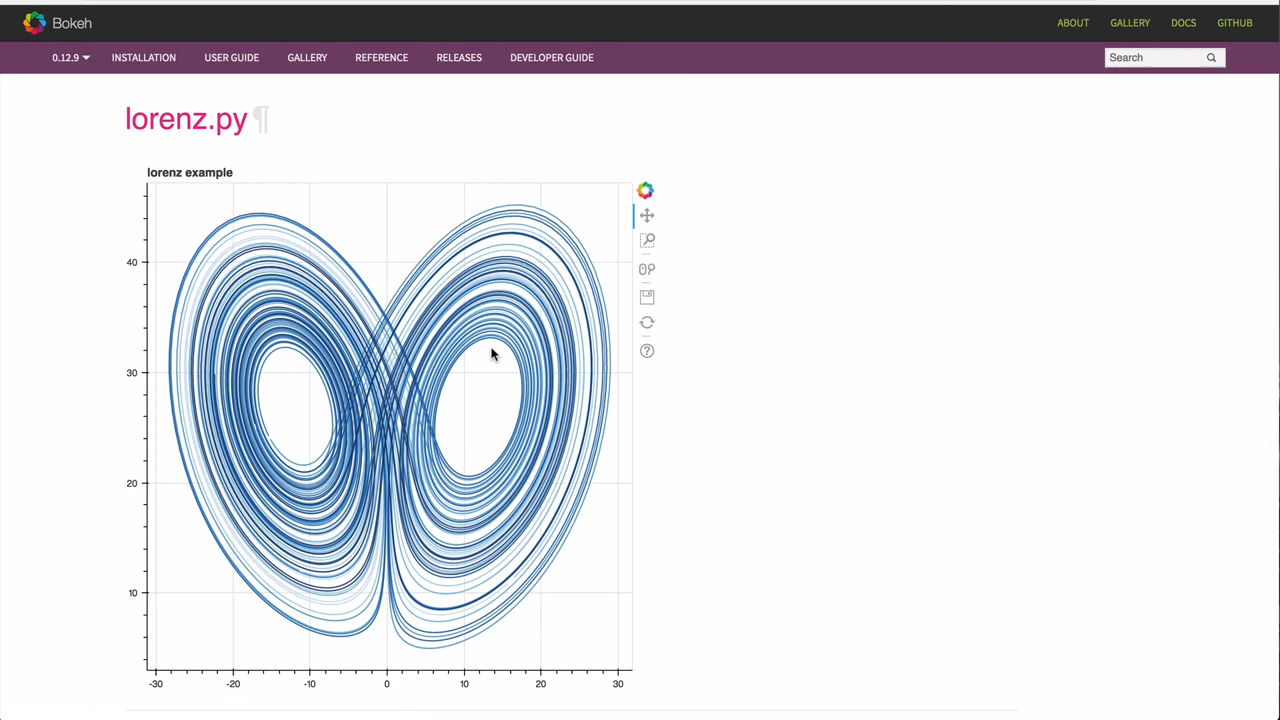 Bokeh ABOUT GALLERY DOCS GITHUB
0.12.9 INSTALLATION USER GUIDE GALLERY REFERENCE RELEASES DEVELOPER GUIDE Search
lorenz.py ¶
lorenz example
40
30
20
10
-30 -20 -10 0 10 20 30